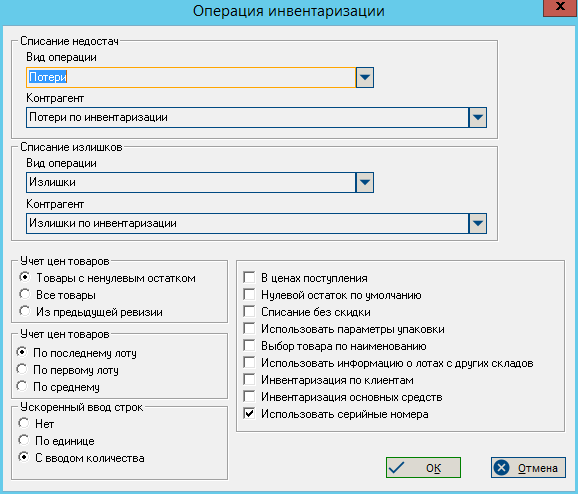 Операция инвентаризации
x
Списание недостач
Вид операции
Потери
Контрагент
Потери по инвентаризации
Списание излишков
Вид операции
Излишки
Контрагент
Излишки по инвентаризации
Учет цен товаров
Товары с ненулевым остатком
Все товары
Из предыдущей ревизии
Учет цен товаров
По последнему лоту
По первому лоту
По среднему
Ускоренный ввод строк
Нет
По единице
С вводом количества
В ценах поступления
Нулевой остаток по умолчанию
Списание без скидки
Использовать параметры упаковки
Выбор товара по наименованию
Использовать информацию о лотах с других складов
Инвентаризация по клиентам
Инвентаризация основных средств
Использовать серийные номера
ОК
Отмена